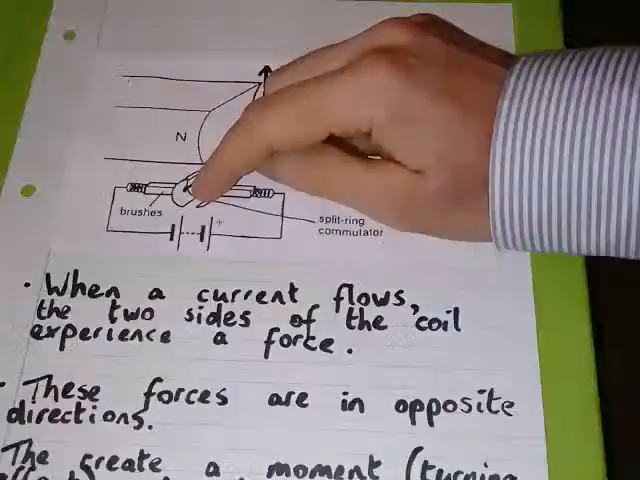 N
brushes
+
split-ring
commutator
• When a current flows,
the two sides of the coil
experience a force.
• These forces are in opposite
directions.
The create a moment (turning